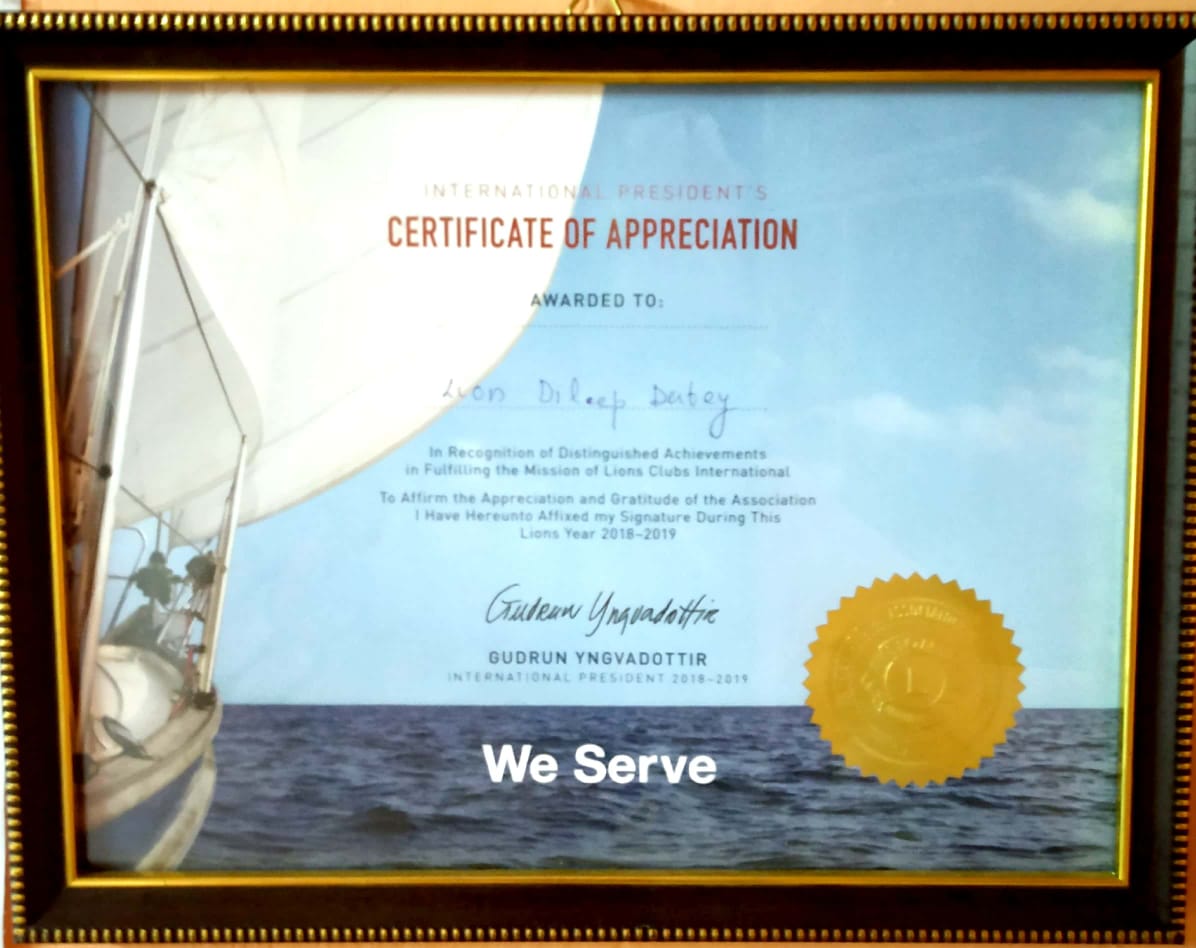 INTERNATIONAL PRESIDENT'S
CERTIFICATE OF APPRECIATION
AWARDED TO:
Lion Dileep Datey
In Recognition of Distinguished Achievements
in Fulfilling the Mission of Lions Clubs International
To Affirm the Appreciation and Gratitude of the Association
I Have Hereunto Affixed my Signature During This
Lions Year 2018–2019
Gudrun Yngvadottir
GUDRUN YNGVADOTTIR
INTERNATIONAL PRESIDENT 2018–2019
We Serve
L